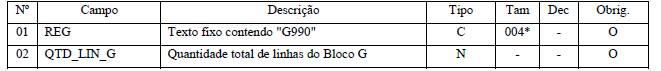 Nº Campo Descrição Tipo Tam Dec Obrig.
01 REG Texto fixo contendo "G990" C 004* - O
02 QTD_LIN_G Quantidade total de linhas do Bloco G N - - O